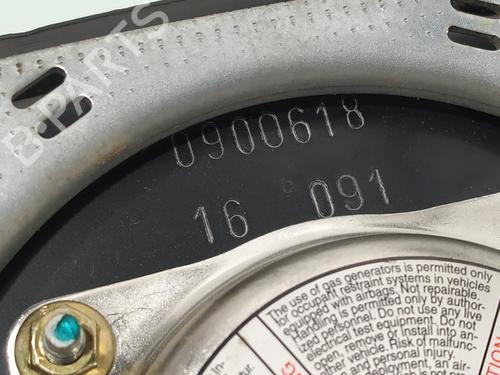 B-PARTS
0900618
16 091
The use of gas generators is permitted only
to occupant restraint systems in vehicles
equipped with airbags. Not reparable.
Handling is permitted only by author-
ized personnel. Do not use any live
electrical test equipment. Do not
open, remove or install into an-
other vehicle. Risk of malfunc-
tion and personal injury.